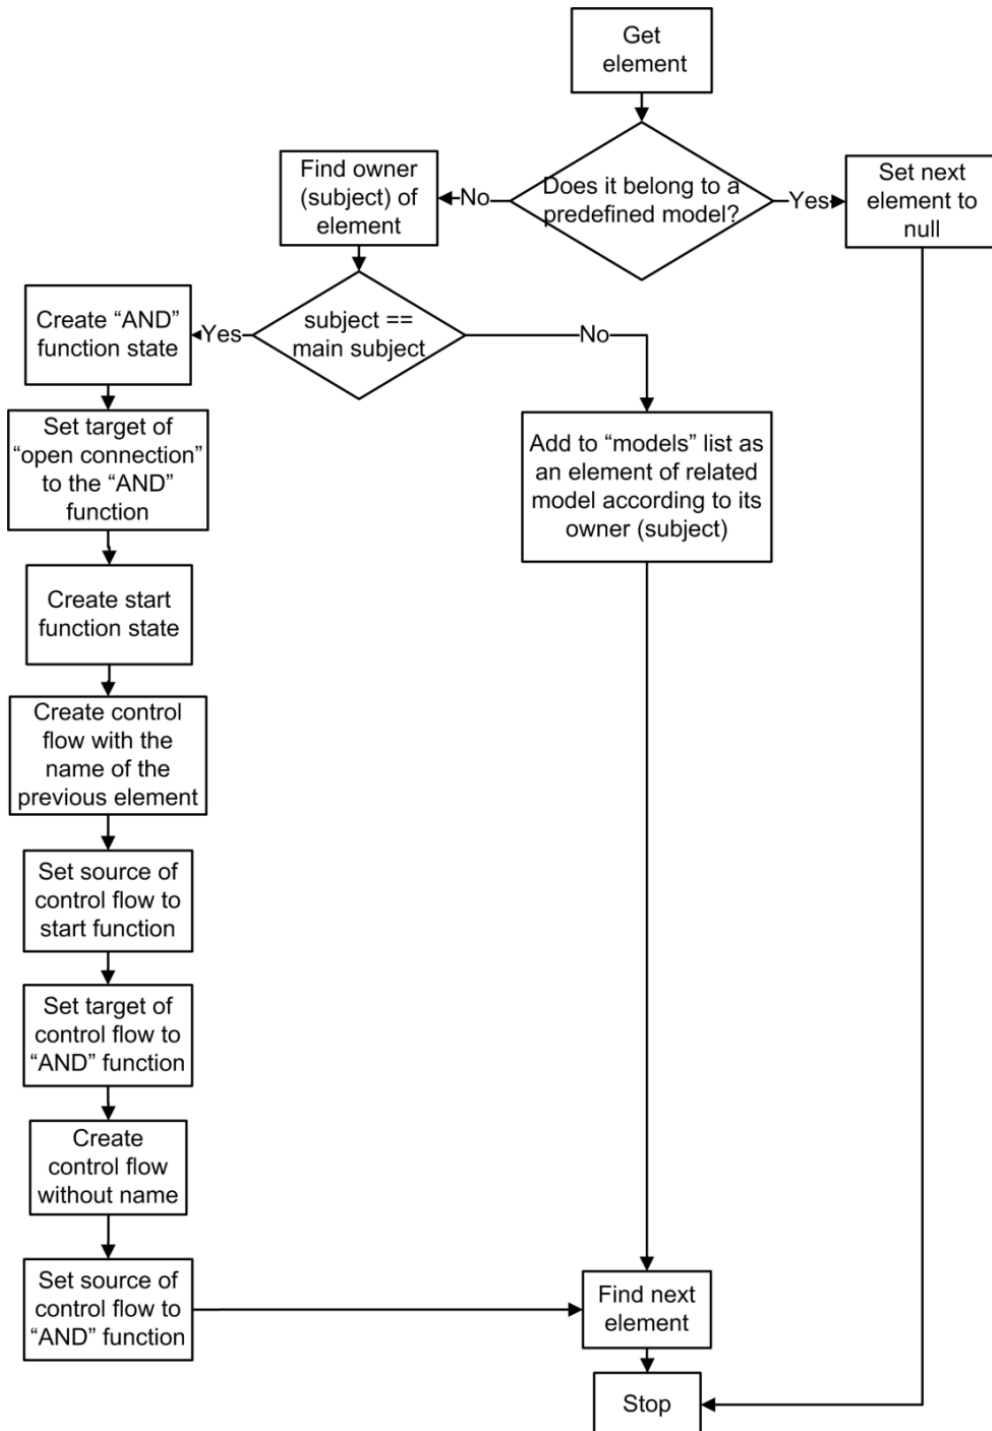 Get
element
Does it belong to a
predefined model?
No
Yes
Find owner
(subject) of
element
Set next
element to
null
subject ==
main subject
Yes
No
Create “AND”
function state
Set target of
“open connection”
to the “AND”
function
Add to “models” list as
an element of related
model according to its
owner (subject)
Create start
function state
Create control
flow with the
name of the
previous element
Set source of
control flow to
start function
Set target of
control flow to
“AND” function
Create
control flow
without name
Set source of
control flow to
“AND” function
Find next
element
Stop